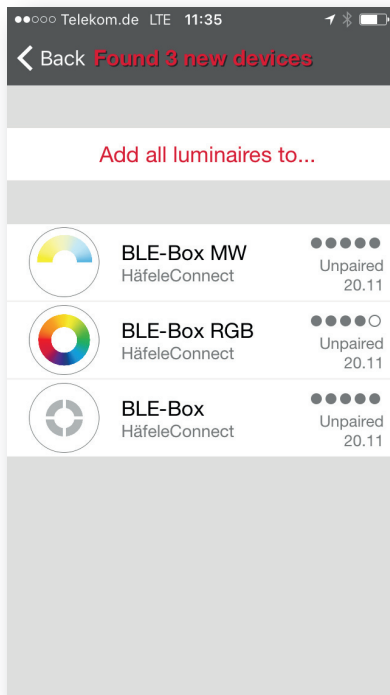 Telekom.de LTE 11:35
Back Found 3 new devices
Add all luminaires to...
BLE-Box MW
HäfeleConnect
Unpaired
20.11
BLE-Box RGB
HäfeleConnect
Unpaired
20.11
BLE-Box
HäfeleConnect
Unpaired
20.11